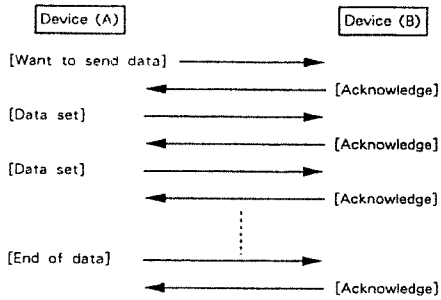 Device (A)
Device (B)
[Want to send data]
[Acknowledge]
[Data set]
[Acknowledge]
[Data set]
[Acknowledge]
[End of data]
[Acknowledge]